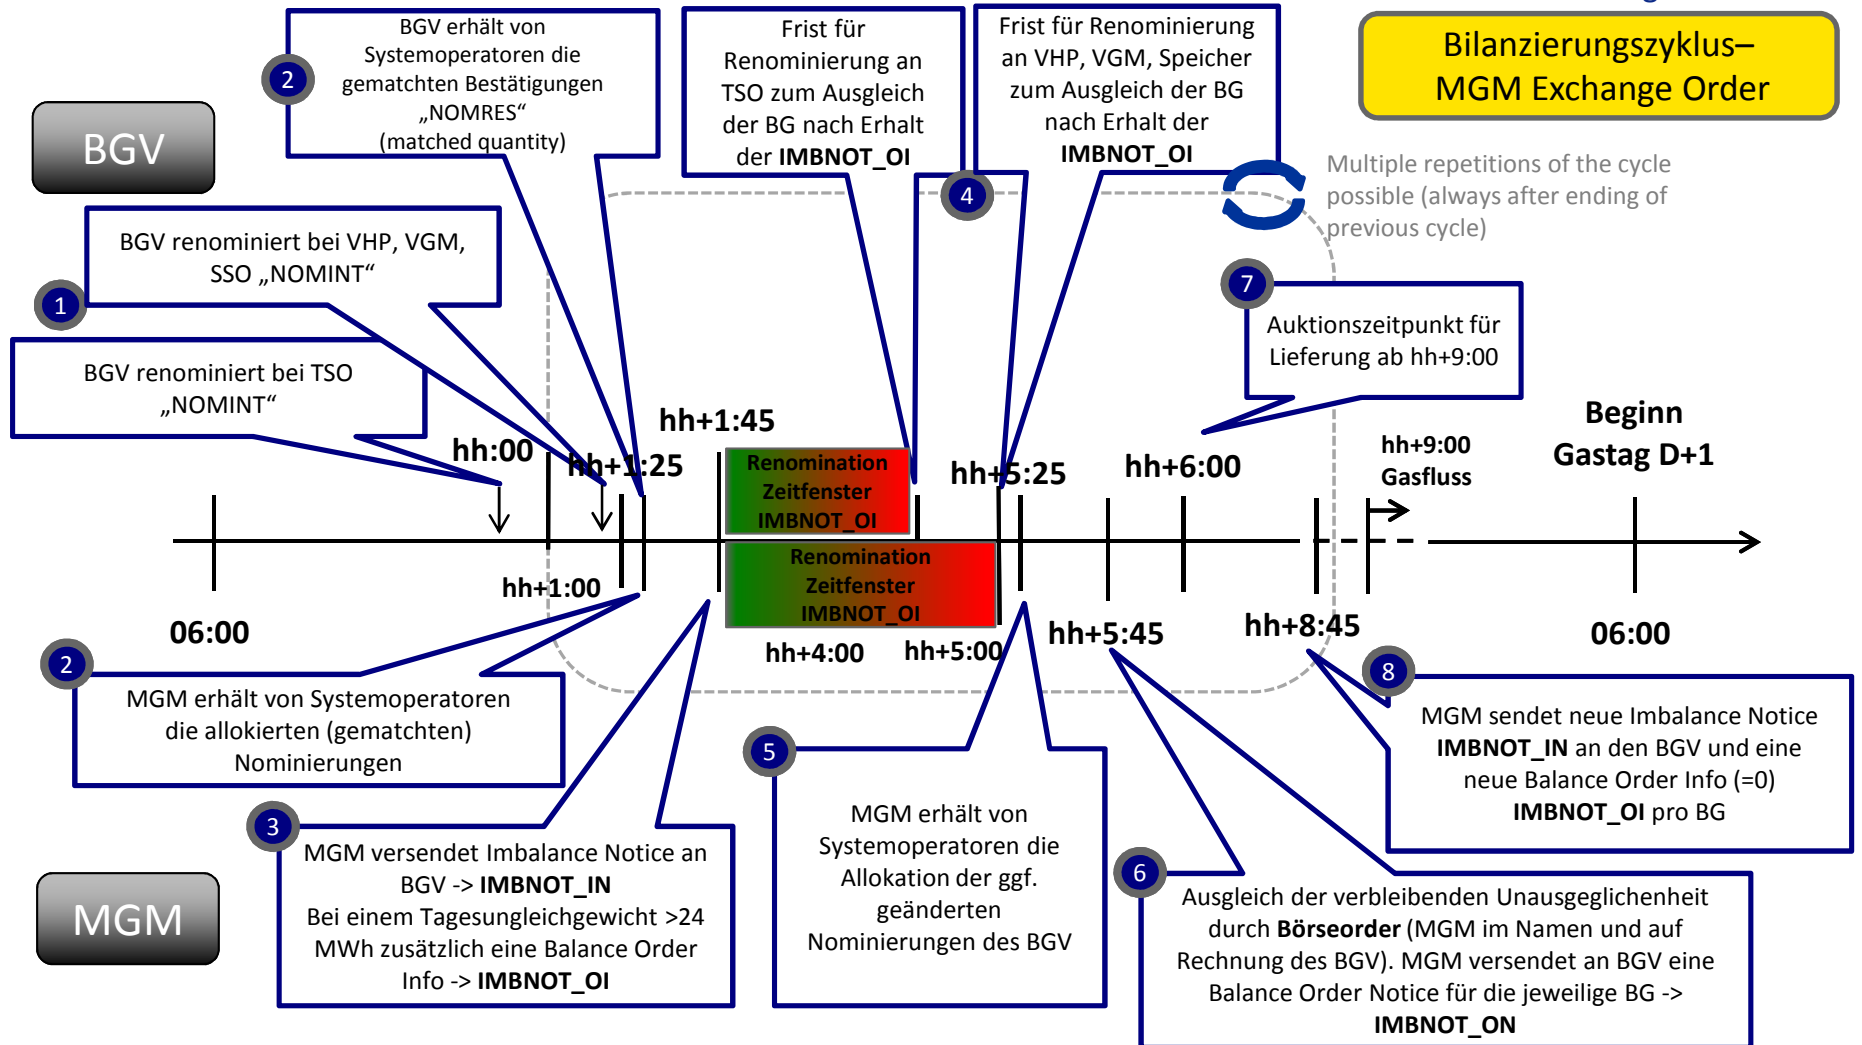 Bilanzierungszyklus–
MGM Exchange Order
BGV
2
BGV erhält von
Systemoperatoren die
gematchten Bestätigungen
„NOMRES“
(matched quantity)
Frist für
Renominierung an
TSO zum Ausgleich
der BG nach Erhalt
der IMBNOT_OI
4
Frist für Renominierung
an VHP, VGM, Speicher
zum Ausgleich der BG
nach Erhalt der
IMBNOT_OI
Multiple repetitions of the cycle
possible (always after ending of
previous cycle)
1
BGV renominiert bei VHP, VGM,
SSO „NOMINT“
BGV renominiert bei TSO
„NOMINT“
7
Auktionszeitpunkt für
Lieferung ab hh+9:00
hh:00
hh+1:25
hh+1:45
Renomination
Zeitfenster
IMBNOT_OI
hh+5:25
hh+6:00
hh+9:00
Gasfluss
Beginn
Gastag D+1
Renomination
Zeitfenster
IMBNOT_OI
06:00
hh+1:00
hh+4:00
hh+5:00
hh+5:45
hh+8:45
06:00
2
MGM erhält von Systemoperatoren
die allokierten (gematchten)
Nominierungen
MGM
3
MGM versendet Imbalance Notice an
BGV -> IMBNOT_IN
Bei einem Tagesungleichgewicht >24
MWh zusätzlich eine Balance Order
Info -> IMBNOT_OI
5
MGM erhält von
Systemoperatoren die
Allokation der ggf.
geänderten
Nominierungen des BGV
6
Ausgleich der verbleibenden Unausgeglichenheit
durch Börseorder (MGM im Namen und auf
Rechnung des BGV). MGM versendet an BGV eine
Balance Order Notice für die jeweilige BG ->
IMBNOT_ON
8
MGM sendet neue Imbalance Notice
IMBNOT_IN an den BGV und eine
neue Balance Order Info (=0)
IMBNOT_OI pro BG